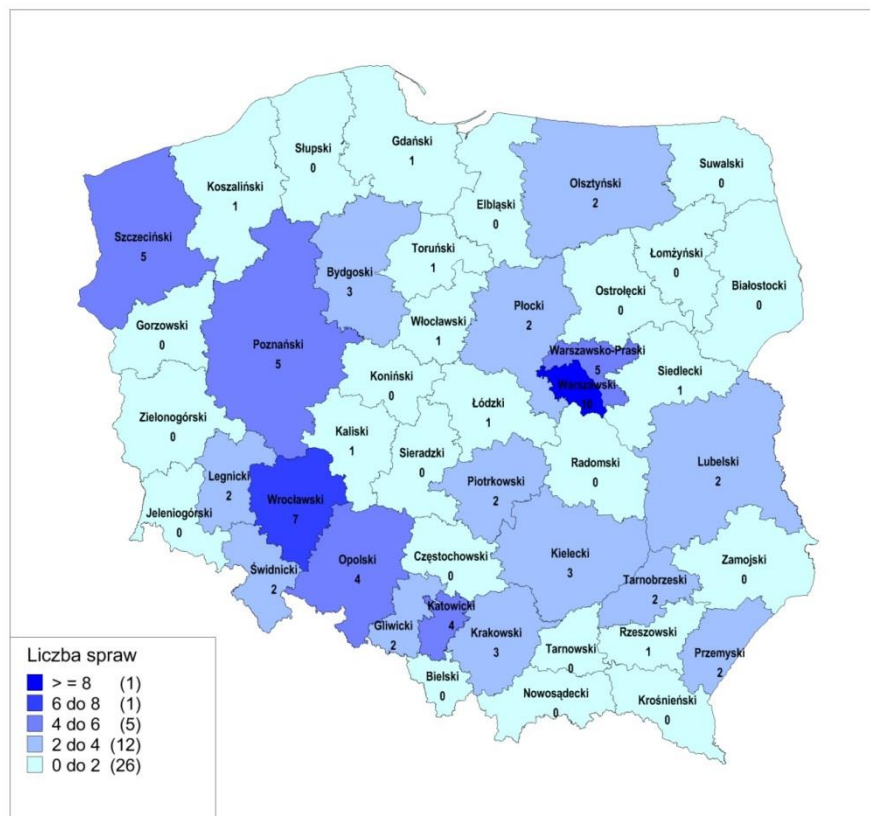 Gdański
1
Słupski
0
Koszaliński
1
Suwalski
0
Olsztyński
2
Elbląski
0
Szczeciński
5
Bydgoski
3
Toruński
1
Łomżyński
0
Białostocki
0
Ostrołęcki
0
Płocki
2
Gorzowski
0
Poznański
5
Włocławski
1
Warszawsko-Praski
5
Warszawski
Siedlecki
1
Koniński
0
Zielonogórski
0
Łódzki
1
Kaliski
1
Sieradzki
0
Radomski
0
Lubelski
2
Legnicki
2
Piotrkowski
2
Wrocławski
7
Jeleniogórski
0
Opolski
4
Częstochowski
0
Kielecki
3
Zamojski
0
Świdnicki
2
Tarnobrzeski
2
Katowicki
4
Gliwicki
2
Krakowski
3
Tarnowski
0
Rzeszowski
1
Przemyski
2
Bielski
0
Nowosądecki
0
Krośnieński
0
Liczba spraw
> = 8 (1)
6 do 8 (1)
4 do 6 (5)
2 do 4 (12)
0 do 2 (26)